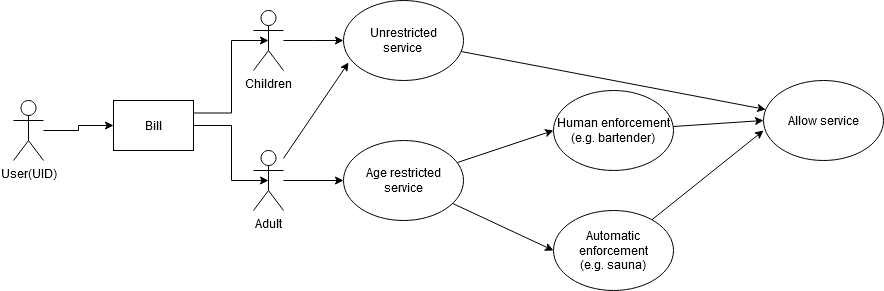 Children
Unrestricted
service
User(UID)
Bill
Adult
Age restricted
service
Human enforcement
(e.g. bartender)
Automatic
enforcement
(e.g. sauna)
Allow service